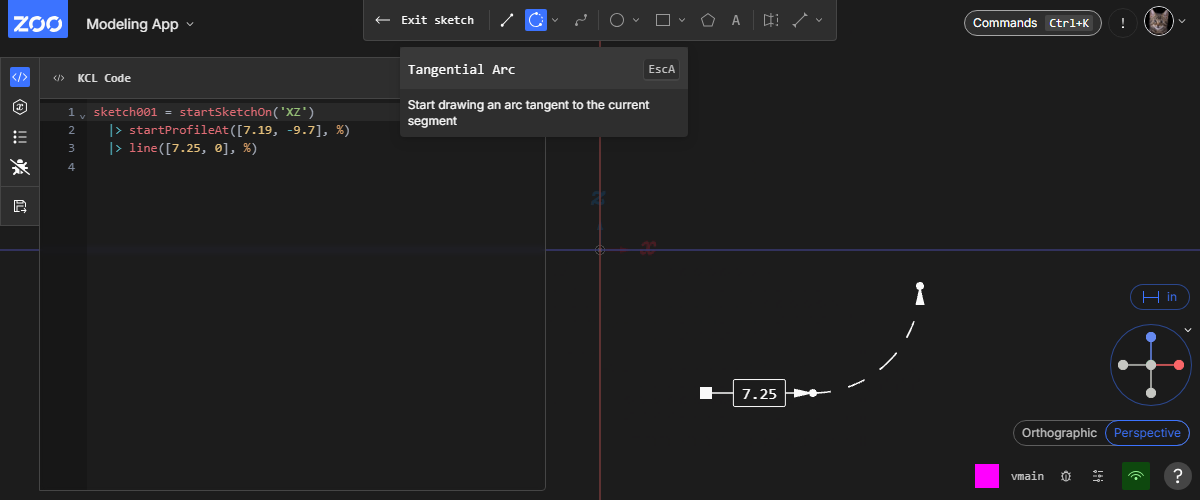 ZOO
Modeling App
Exit sketch
A
Commands Ctrl+K
!
Tangential Arc EscA
Start drawing an arc tangent to the current
segment
KCL Code
1 sketch001 = startSketchOn('XZ')
2 |> startProfileAt([7.19, -9.7], %)
3 |> line([7.25, 0], %)
4
z
x
in
7.25
Orthographic Perspective
vmain
?